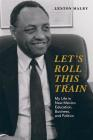 LENTON MALRY
LET'S
ROLL THIS
TRAIN
My Life in
New Mexico
Education,
Business,
and Politics